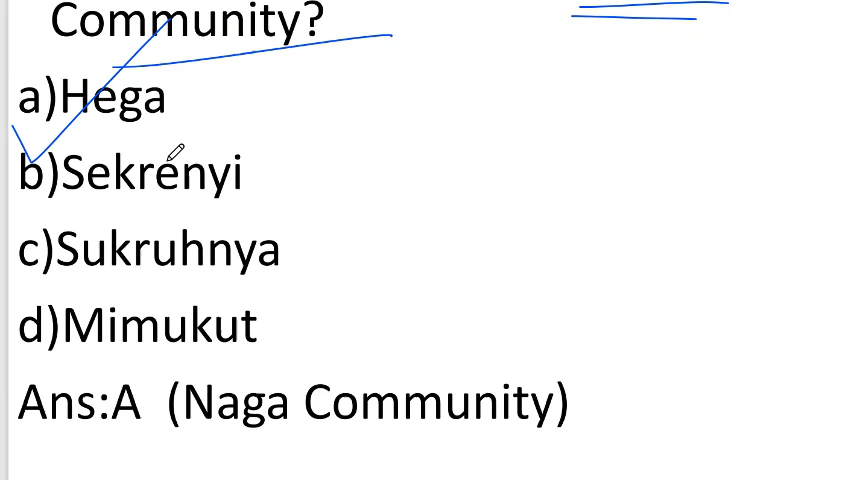 Community?
a)Hega
b)Sekrenyi
c)Sukruhnya
d)Mimukut
Ans:A (Naga Community)